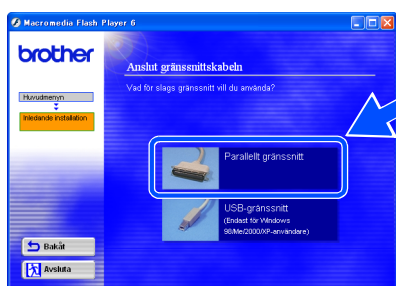 Macromedia Flash Player 6
brother
Anslut gränssnittskabeln
Vad för slags gränssnitt vill du använda?
Huvudmenyn
Inledande installation
Parallellt gränssnitt
USB-gränssnitt
(Endast för Windows
98/Me/2000/XP-användare)
Bakåt
Avsluta